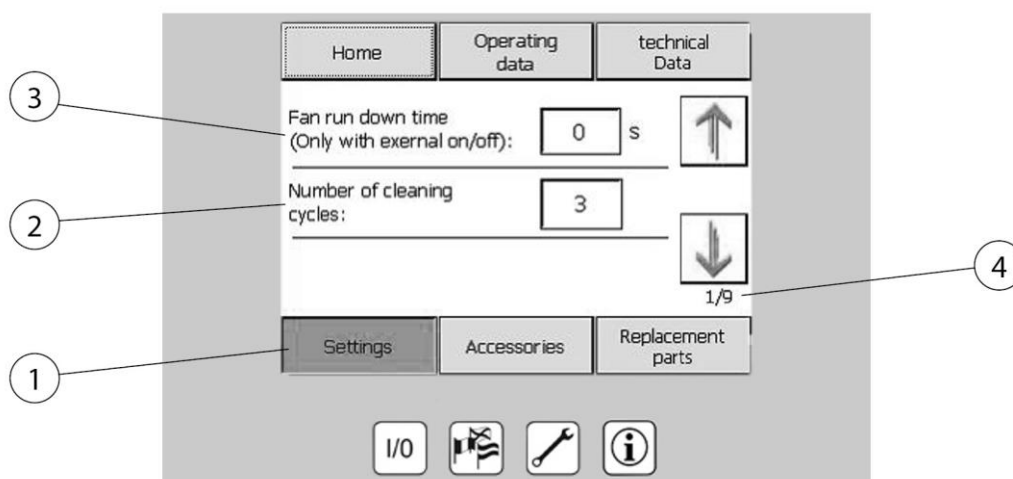 Home
Operating
data
technical
Data
3
Fan run down time
(Only with exernal on/off):
0
s
2
Number of cleaning
cycles:
3
1/9
4
1
Settings
Accessories
Replacement
parts
I/0
i